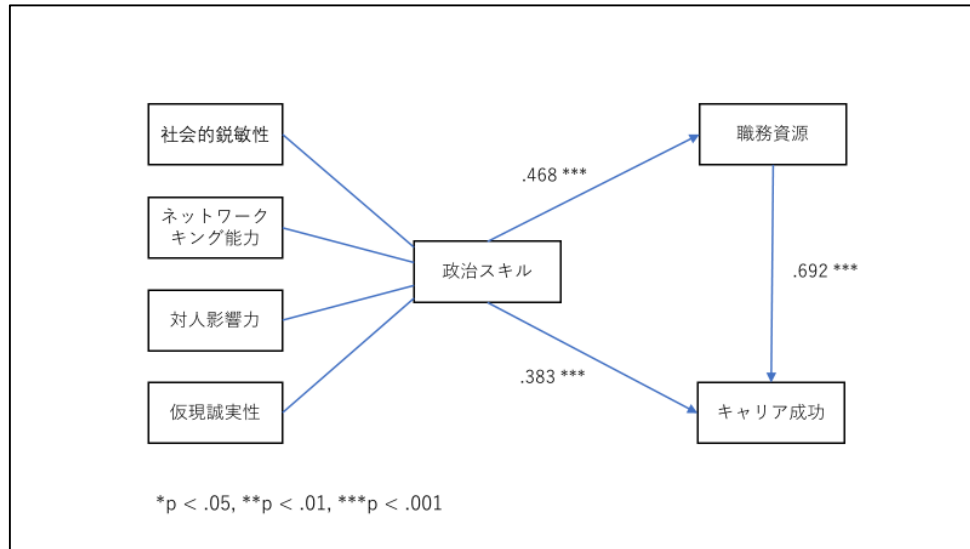 社会的鋭敏性
ネットワーク
キング能力
対人影響力
仮現誠実性
政治スキル
.468 ***
.383 ***
職務資源
.692 ***
キャリア成功
*p < .05, **p < .01, ***p < .001